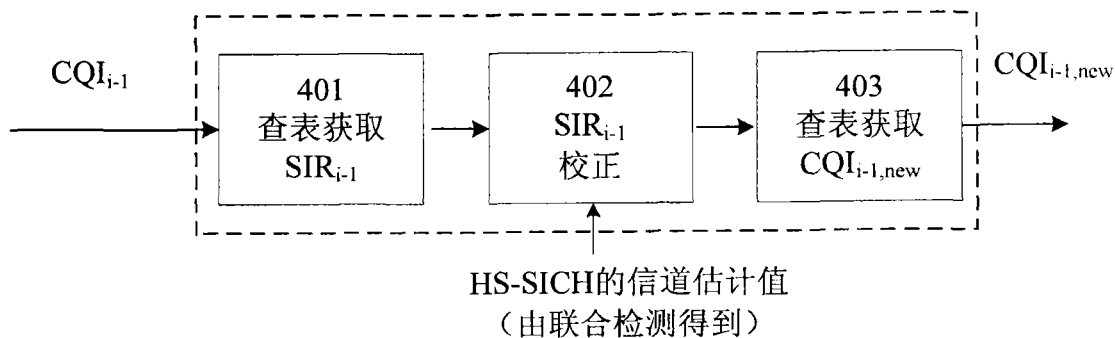 CQIi-1
401
查表获取
SIRi-1
402
SIRi-1
校正
403
查表获取
CQIi-1,new
CQIi-1,new
HS-SICH的信道估计值
（由联合检测得到）